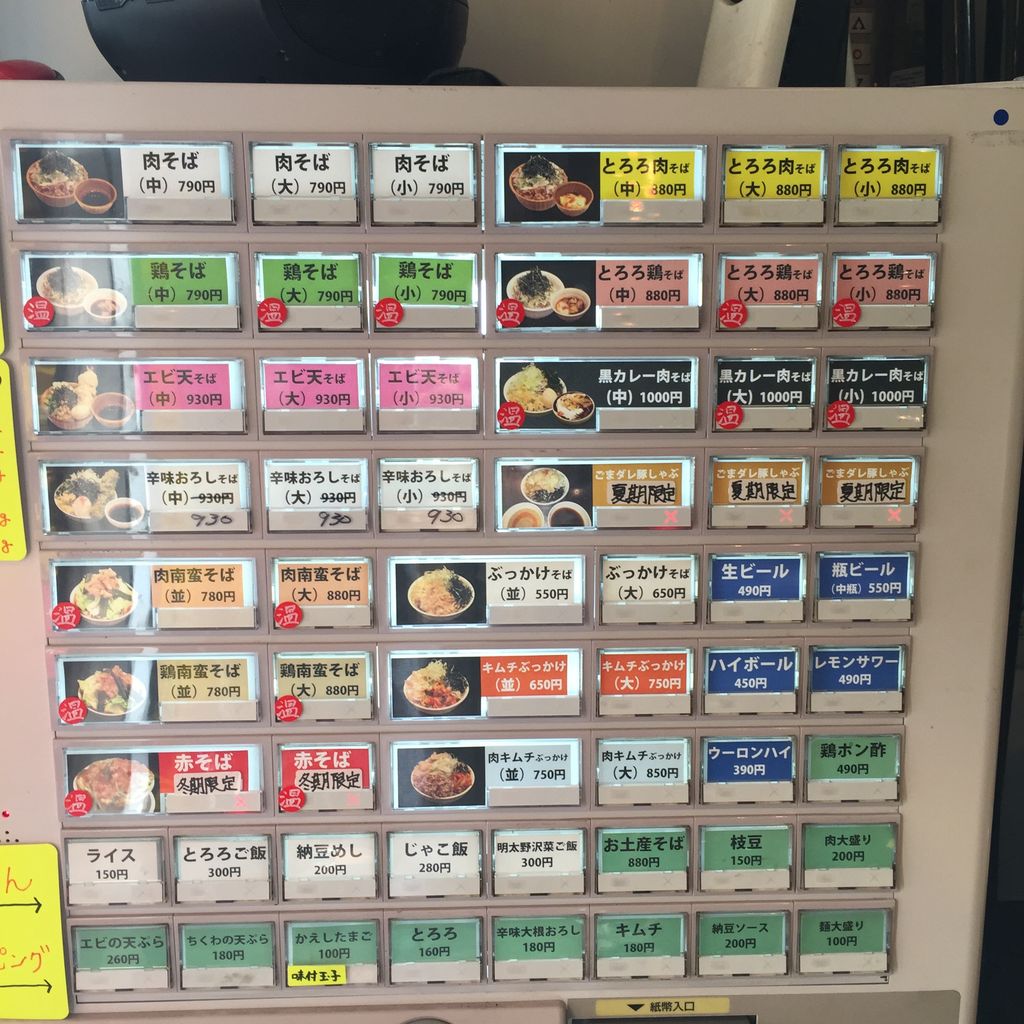 肉そば
（中）790円
肉そば
（大）790円
肉そば
（小）790円
とろろ肉そば
（中）880円
とろろ肉そば
（大）880円
とろろ肉そば
（小）880円
鶏そば
（中）790円
温
鶏そば
（大）790円
温
鶏そば
（小）790円
温
とろろ鶏そば
（中）880円
温
とろろ鶏そば
（大）880円
温
とろろ鶏そば
（小）880円
温
エビ天そば
（中）930円
エビ天そば
（大）930円
エビ天そば
（小）930円
黒カレー肉そば
（中）1000円
温
黒カレー肉そば
（大）1000円
温
黒カレー肉そば
（小）1000円
温
辛味おろしそば
（中）930円
930
辛味おろしそば
（大）930円
930
辛味おろしそば
（小）930円
930
ごまダレ豚しゃぶ
夏期限定
ごまダレ豚しゃぶ
夏期限定
ごまダレ豚しゃぶ
夏期限定
肉南蛮そば
（並）780円
温
肉南蛮そば
（大）880円
温
ぶっかけそば
（並）550円
ぶっかけそば
（大）650円
生ビール
490円
瓶ビール
（中瓶）550円
鶏南蛮そば
（並）780円
温
鶏南蛮そば
（大）880円
温
キムチぶっかけ
（並）650円
キムチぶっかけ
（大）750円
ハイボール
450円
レモンサワー
490円
赤そば
冬期限定
温
赤そば
冬期限定
温
肉キムチぶっかけ
（並）750円
肉キムチぶっかけ
（大）850円
ウーロンハイ
390円
鶏ポン酢
490円
ライス
150円
とろろご飯
300円
納豆めし
200円
じゃこ飯
280円
明太野沢菜ご飯
300円
お土産そば
880円
枝豆
150円
肉大盛り
200円
エビの天ぷら
260円
ちくわの天ぷら
180円
かえしたまご
100円
味付玉子
とろろ
160円
辛味大根おろし
180円
キムチ
180円
納豆ソース
200円
麺大盛り
100円
ん
ピング
紙幣入口